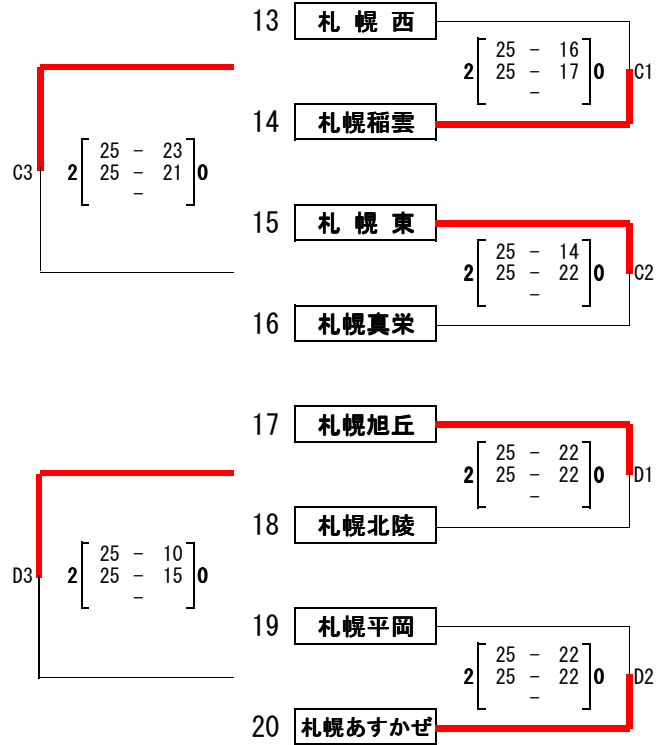 13 札幌西
25 - 16
2 25 - 17 0 C1
-
14 札幌稲雲
25 - 23
C3 2 25 - 21 0
-
15 札幌東
25 - 14
2 25 - 22 0 C2
-
16 札幌真栄
17 札幌旭丘
25 - 22
2 25 - 22 0 D1
-
18 札幌北陵
25 - 10
D3 2 25 - 15 0
-
19 札幌平岡
25 - 22
2 25 - 22 0 D2
-
20 札幌あすかぜ